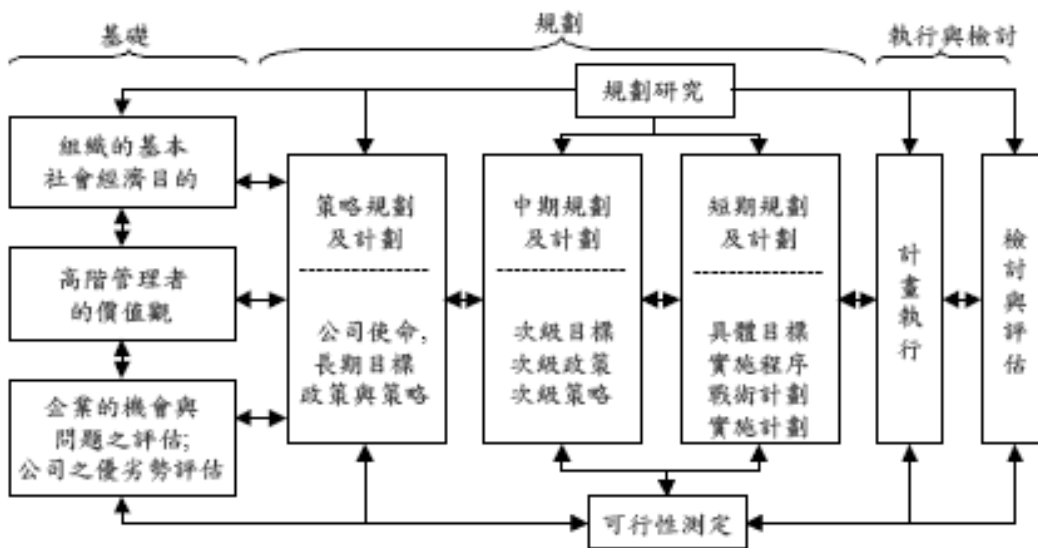 基礎
規劃
執行與檢討
規劃研究
組織的基本
社會經濟目的
高階管理者
的價值觀
企業的機會與
問題之評估;
公司之優劣勢評估
策略規劃
及計劃
公司使命,
長期目標
政策與策略
中期規劃
及計劃
次級目標
次級政策
次級策略
短期規劃
及計劃
具體目標
實施程序
戰術計劃
實施計劃
計畫執行
檢討與評估
可行性測定